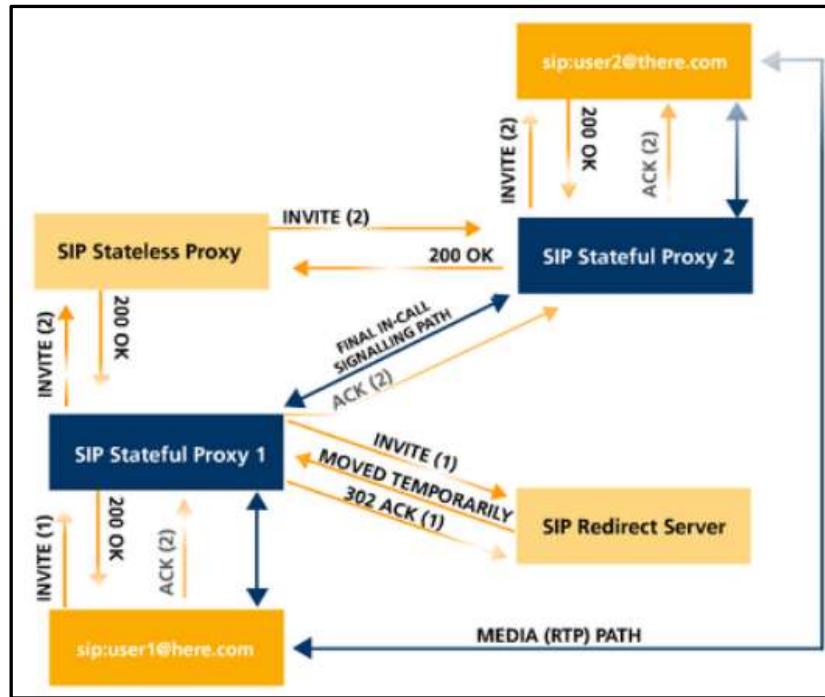 sip:user2@there.com
INVITE (2)
200 OK
ACK (2)
SIP Stateless Proxy
INVITE (2)
200 OK
SIP Stateful Proxy 2
INVITE (2)
200 OK
FINAL IN-CALL
SIGNALLING PATH
ACK (2)
SIP Stateful Proxy 1
INVITE (1)
MOVED TEMPORARILY
302 ACK (1)
SIP Redirect Server
INVITE (1)
200 OK
ACK (2)
sip:user1@here.com
MEDIA (RTP) PATH